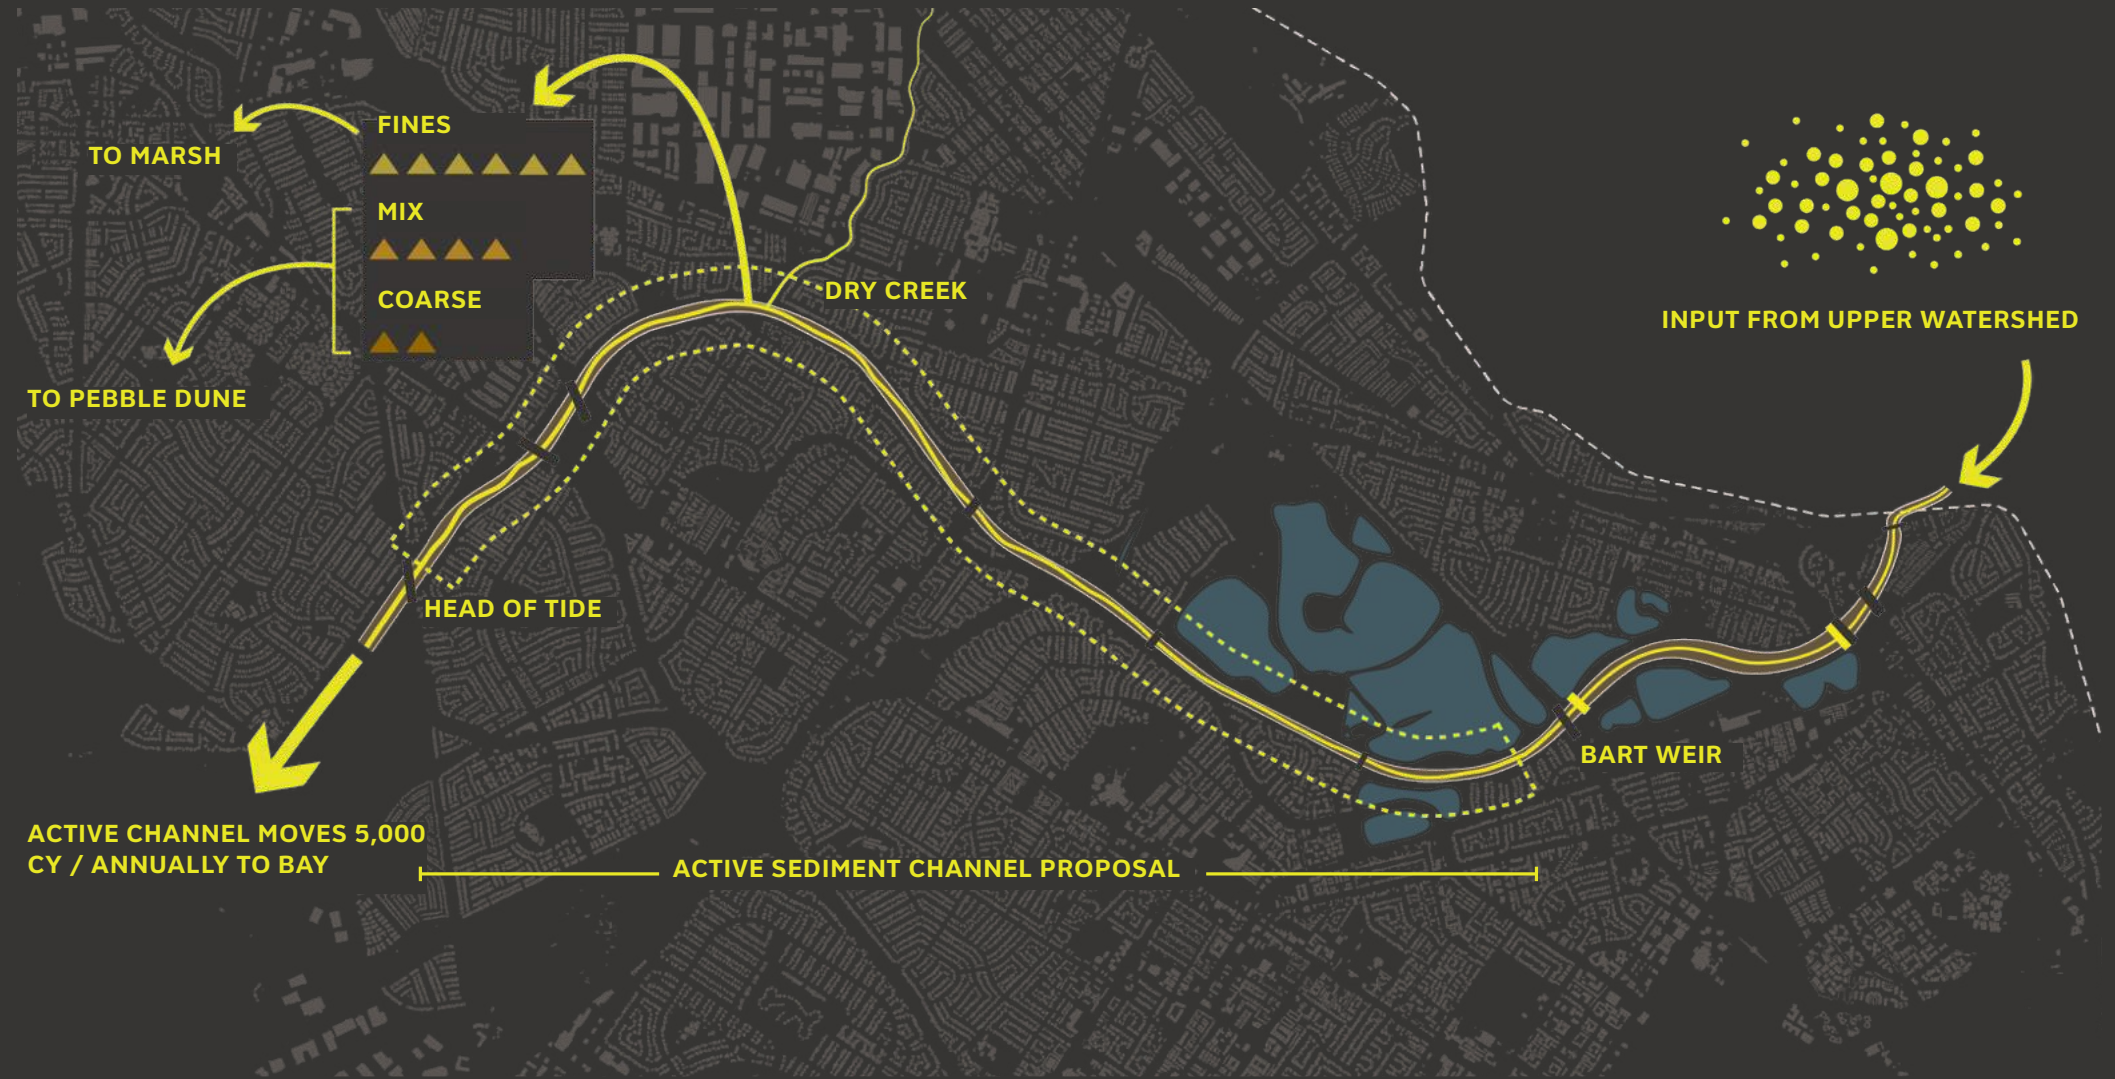 FINES
TO MARSH
MIX
COARSE
TO PEBBLE DUNE
DRY CREEK
INPUT FROM UPPER WATERSHED
HEAD OF TIDE
BART WEIR
ACTIVE CHANNEL MOVES 5,000
CY / ANNUALLY TO BAY
ACTIVE SEDIMENT CHANNEL PROPOSAL